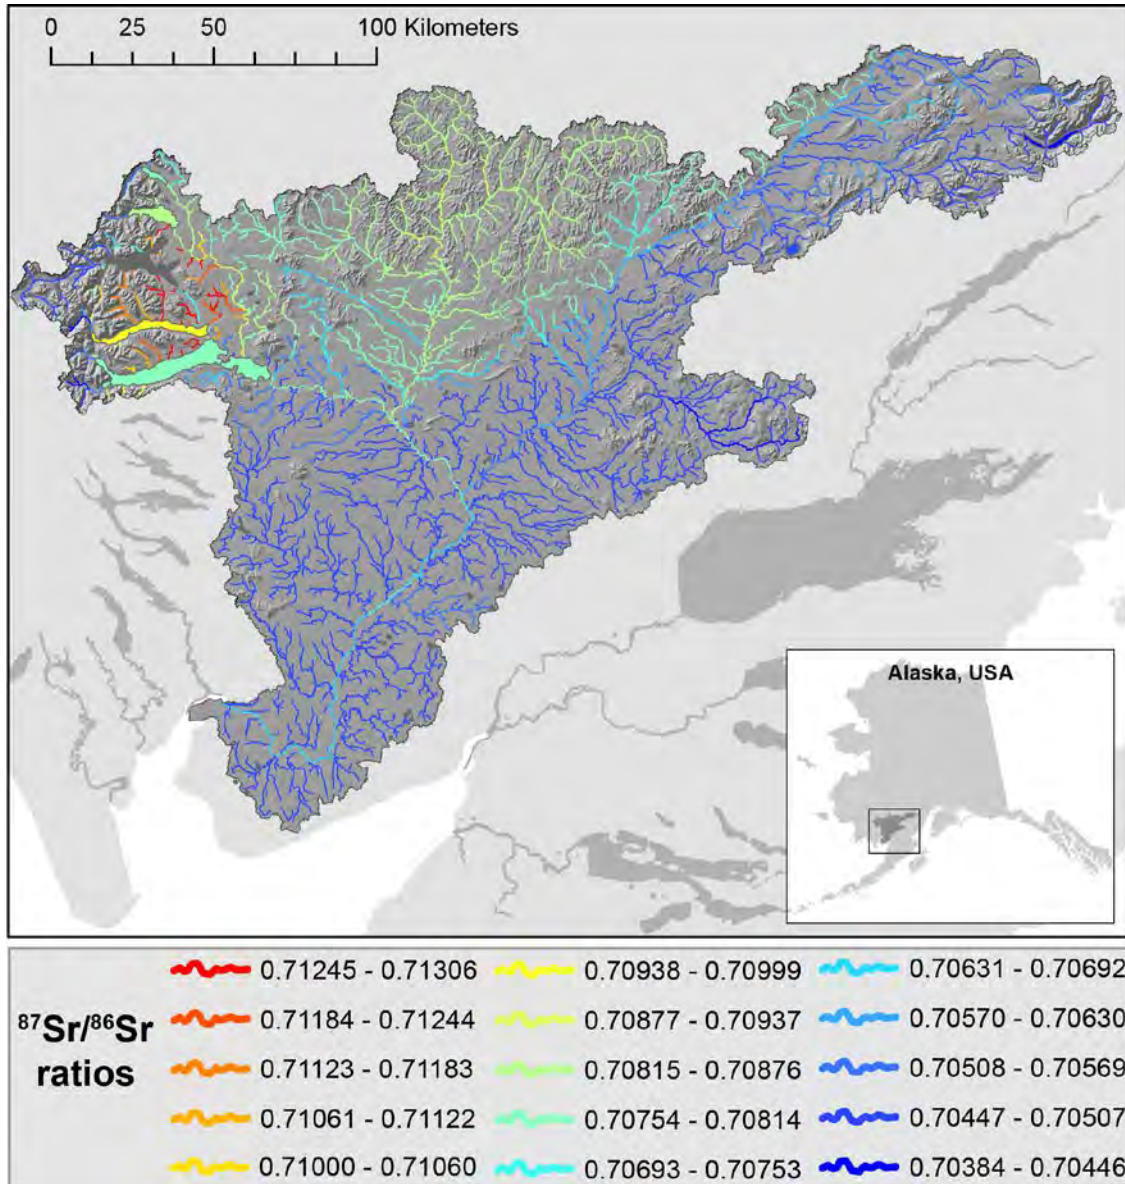 0 25 50 100 Kilometers
Alaska, USA
⁸⁷Sr/⁸⁶Sr
ratios
0.71245 - 0.71306
0.71184 - 0.71244
0.71123 - 0.71183
0.71061 - 0.71122
0.71000 - 0.71060
0.70938 - 0.70999
0.70877 - 0.70937
0.70815 - 0.70876
0.70754 - 0.70814
0.70693 - 0.70753
0.70631 - 0.70692
0.70570 - 0.70630
0.70508 - 0.70569
0.70447 - 0.70507
0.70384 - 0.70446